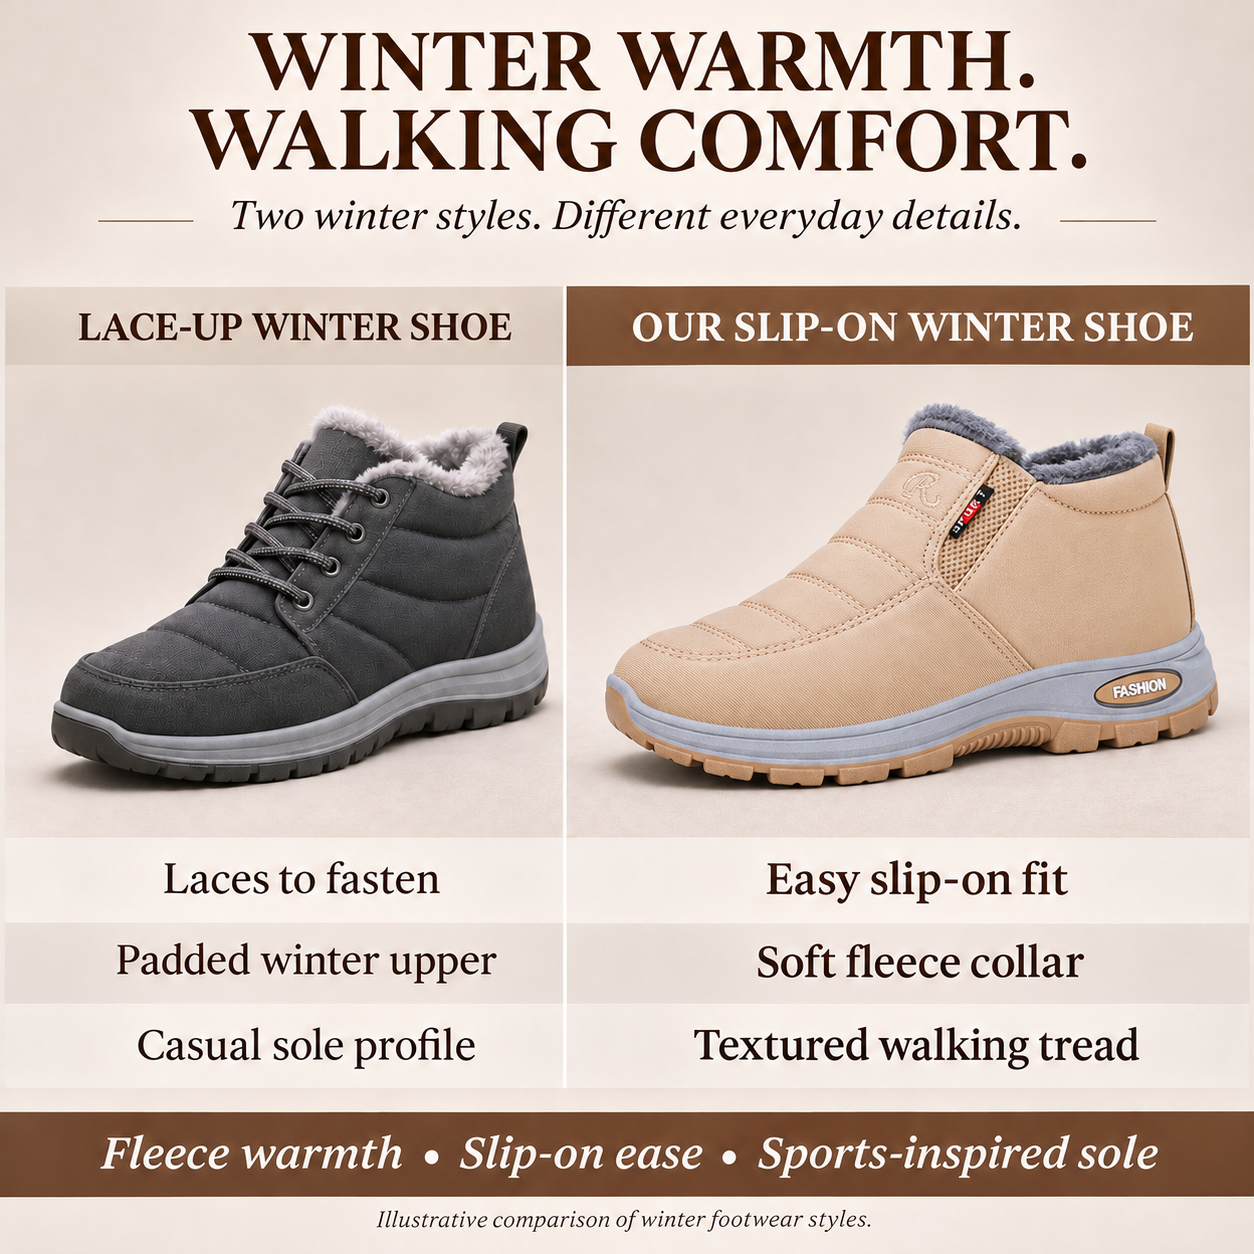 WINTER WARMTH.
WALKING COMFORT.
Two winter styles. Different everyday details.
LACE-UP WINTER SHOE
OUR SLIP-ON WINTER SHOE
FASHION
Laces to fasten
Easy slip-on fit
Padded winter upper
Soft fleece collar
Casual sole profile
Textured walking tread
Fleece warmth • Slip-on ease • Sports-inspired sole
Illustrative comparison of winter footwear styles.